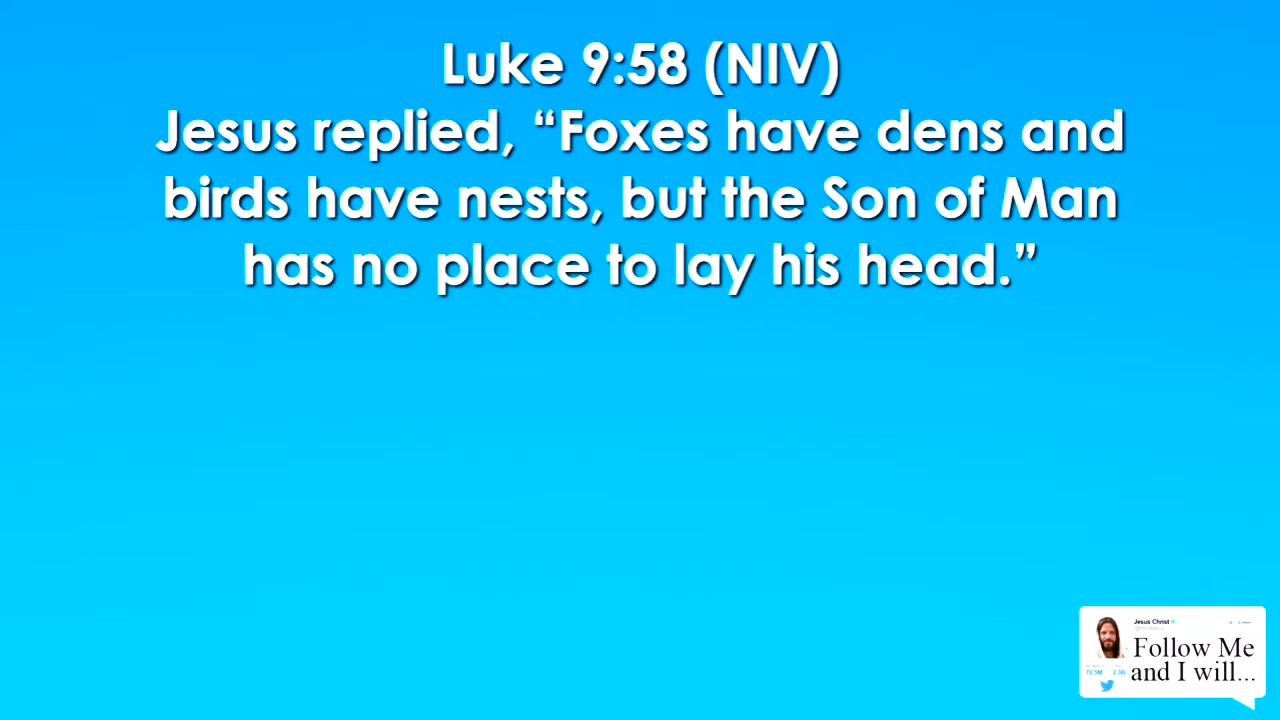 Luke 9:58 (NIV)
Jesus replied, “Foxes have dens and
birds have nests, but the Son of Man
has no place to lay his head.”
Jesus Christ
Follow Me
and I will...